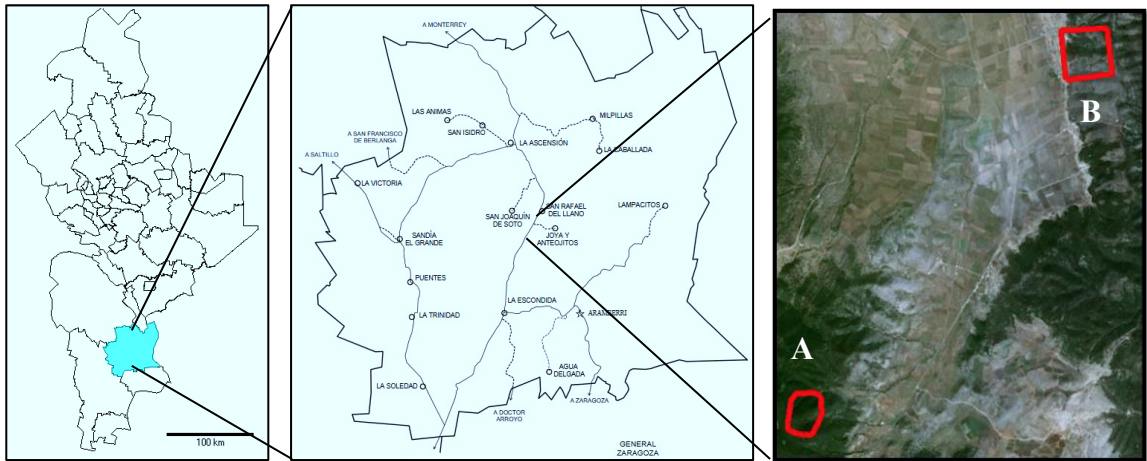 100 km
A MONTERREY
LAS ANIMAS
SAN ISIDRO
MILPILLAS
A SAN FRANCISCO
DE BERLANGA
LA ASCENSIÓN
LA CABALLADA
A SALTILLO
LA VICTORIA
SAN JOAQUÍN
DE SOTO
SAN RAFAEL
DEL LLANO
LAMPACITOS
SANDÍA
EL GRANDE
JOYA Y
ANTEOJITOS
PUENTES
LA ESCONDIDA
ARAMBERRI
LA TRINIDAD
AGUA
DELGADA
LA SOLEDAD
A DOCTOR
ARROYO
A ZARAGOZA
GENERAL
ZARAGOZA
B
A